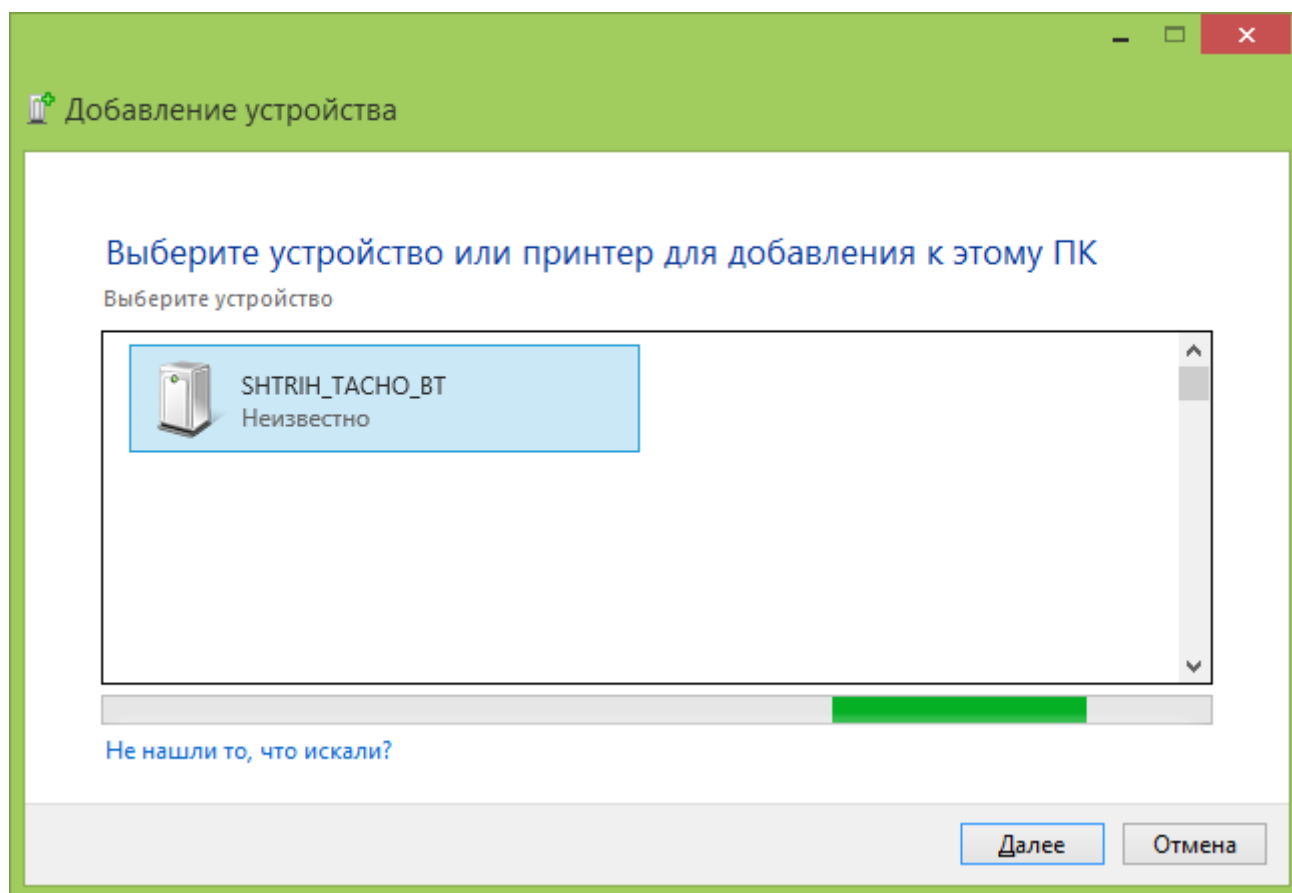 Добавление устройства
Выберите устройство или принтер для добавления к этому ПК
Выберите устройство
SHTRIH_TACHO_BT
Неизвестно
Не нашли то, что искали?
Далее
Отмена